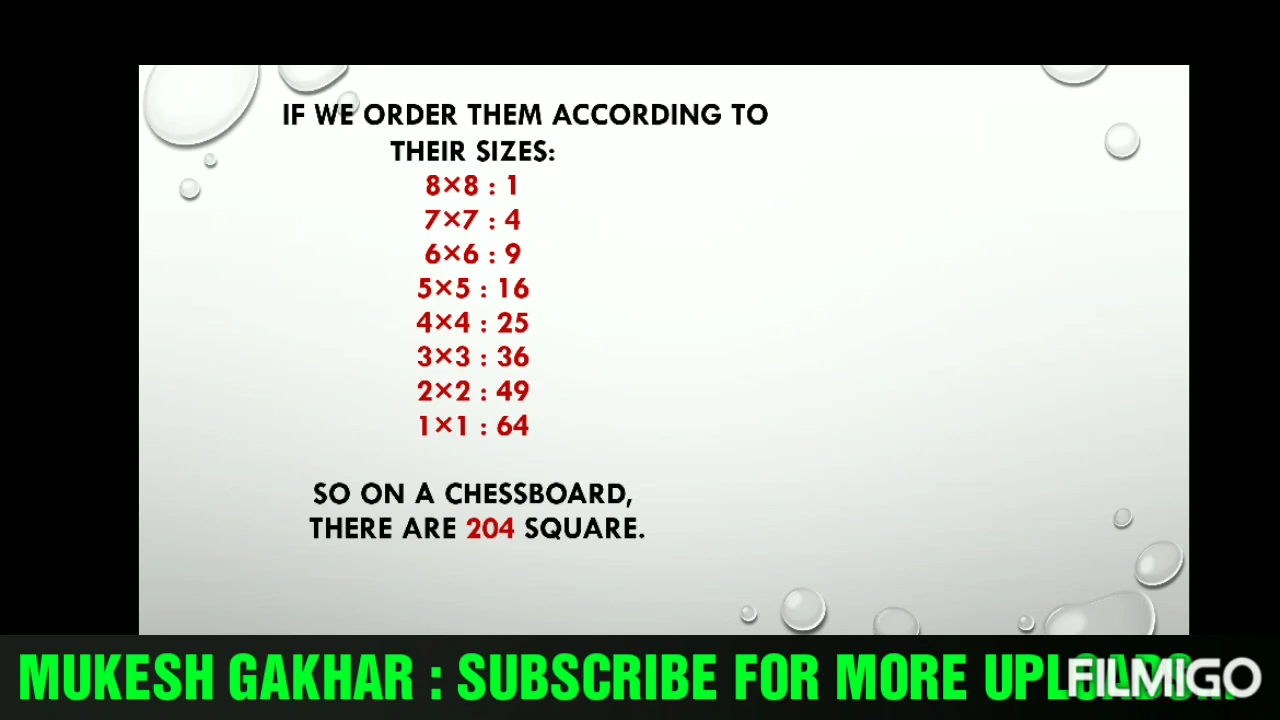 IF WE ORDER THEM ACCORDING TO
THEIR SIZES:
8×8 : 1
7×7 : 4
6×6 : 9
5×5 : 16
4×4 : 25
3×3 : 36
2×2 : 49
1×1 : 64
SO ON A CHESSBOARD,
THERE ARE 204 SQUARE.
MUKESH GAKHAR : SUBSCRIBE FOR MORE
FILMIGO